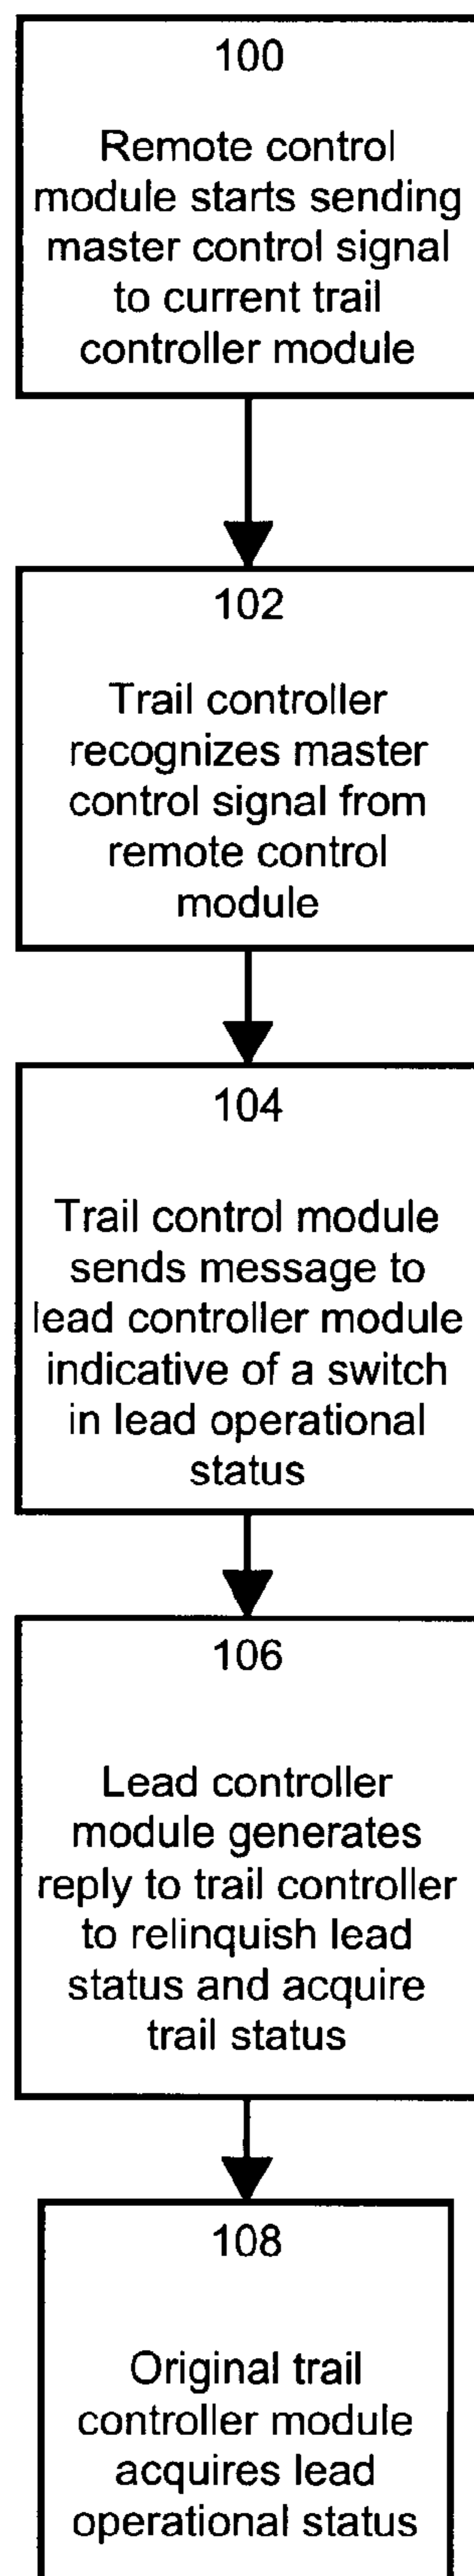 100
Remote control
module starts sending
master control signal
to current trail
controller module
102
Trail controller
recognizes master
control signal from
remote control
module
104
Trail control module
sends message to
lead controller module
indicative of a switch
in lead operational
status
106
Lead controller
module generates
reply to trail controller
to relinquish lead
status and acquire
trail status
108
Original trail
controller module
acquires lead
operational status